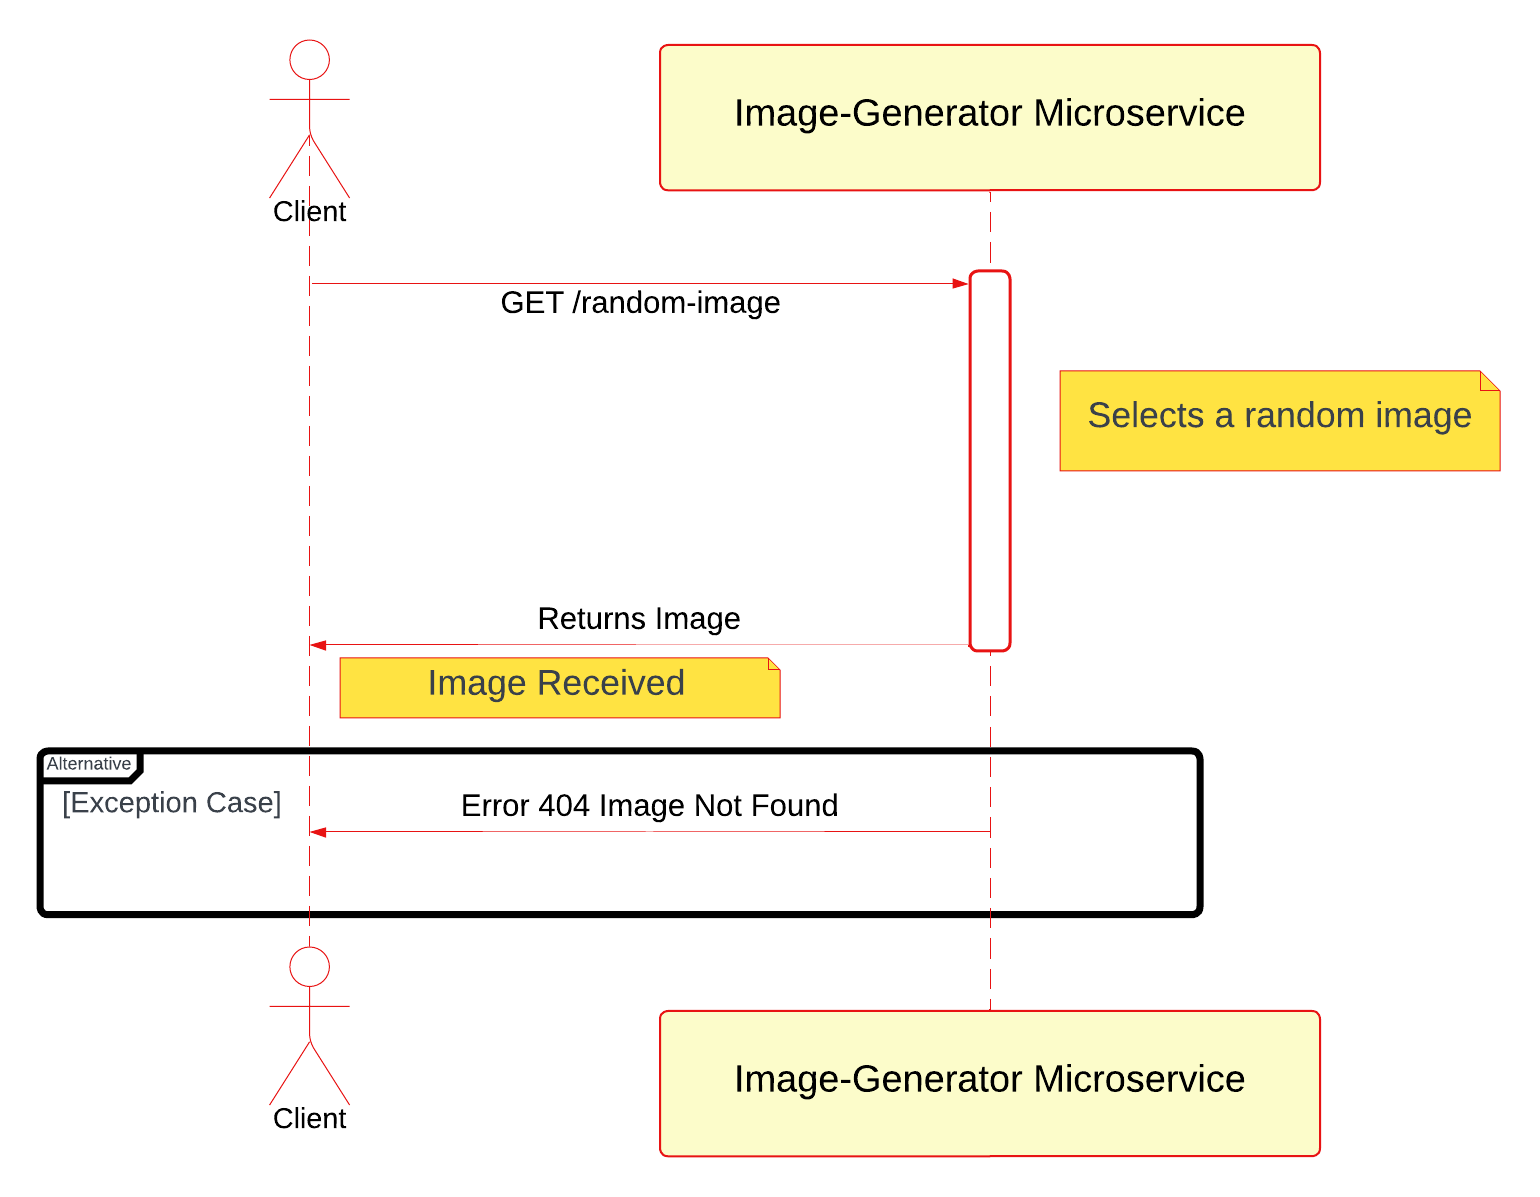 Client
Image-Generator Microservice
GET /random-image
Selects a random image
Returns Image
Image Received
Alternative
[Exception Case]
Error 404 Image Not Found
Client
Image-Generator Microservice